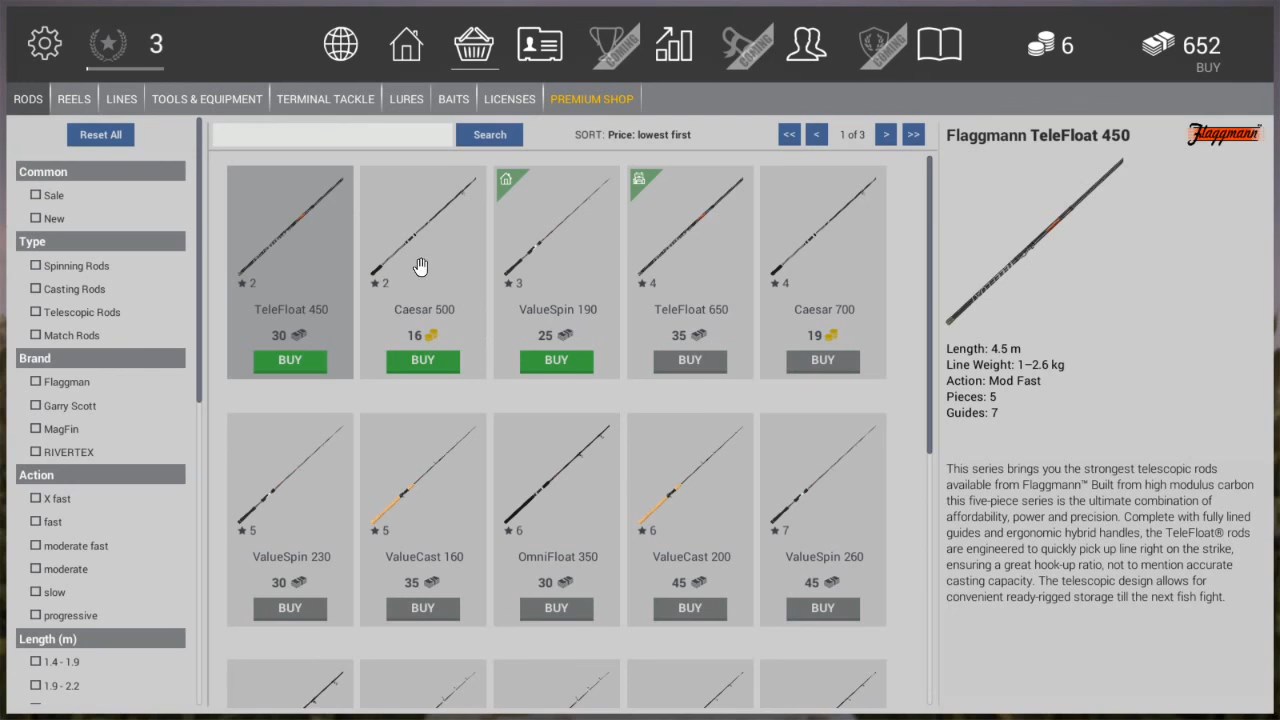 3
COMING
COMING
COMING
6
652
BUY
RODS
REELS
LINES
TOOLS & EQUIPMENT
TERMINAL TACKLE
LURES
BAITS
LICENSES
PREMIUM SHOP
Reset All
Search
SORT: Price: lowest first
<<
<
1 of 3
>
>>
Common
Sale
New
Type
Spinning Rods
Casting Rods
Telescopic Rods
Match Rods
Brand
Flaggman
Garry Scott
MagFin
RIVERTEX
Action
X fast
fast
moderate fast
moderate
slow
progressive
Length (m)
1.4 - 1.9
1.9 - 2.2
★ 2
TeleFloat 450
30
BUY
★ 2
Caesar 500
16
BUY
★ 3
ValueSpin 190
25
BUY
★ 4
TeleFloat 650
35
BUY
★ 4
Caesar 700
19
BUY
★ 5
ValueSpin 230
30
BUY
★ 5
ValueCast 160
35
BUY
★ 6
OmniFloat 350
30
BUY
★ 6
ValueCast 200
45
BUY
★ 7
ValueSpin 260
45
BUY
Flaggmann TeleFloat 450
Flaggmann
Length: 4.5 m
Line Weight: 1–2.6 kg
Action: Mod Fast
Pieces: 5
Guides: 7
This series brings you the strongest telescopic rods
available from Flaggmann™ Built from high modulus carbon
this five-piece series is the ultimate combination of
affordability, power and precision. Complete with fully lined
guides and ergonomic hybrid handles, the TeleFloat® rods
are engineered to quickly pick up line right on the strike,
ensuring a great hook-up ratio, not to mention accurate
casting capacity. The telescopic design allows for
convenient ready-rigged storage till the next fish fight.